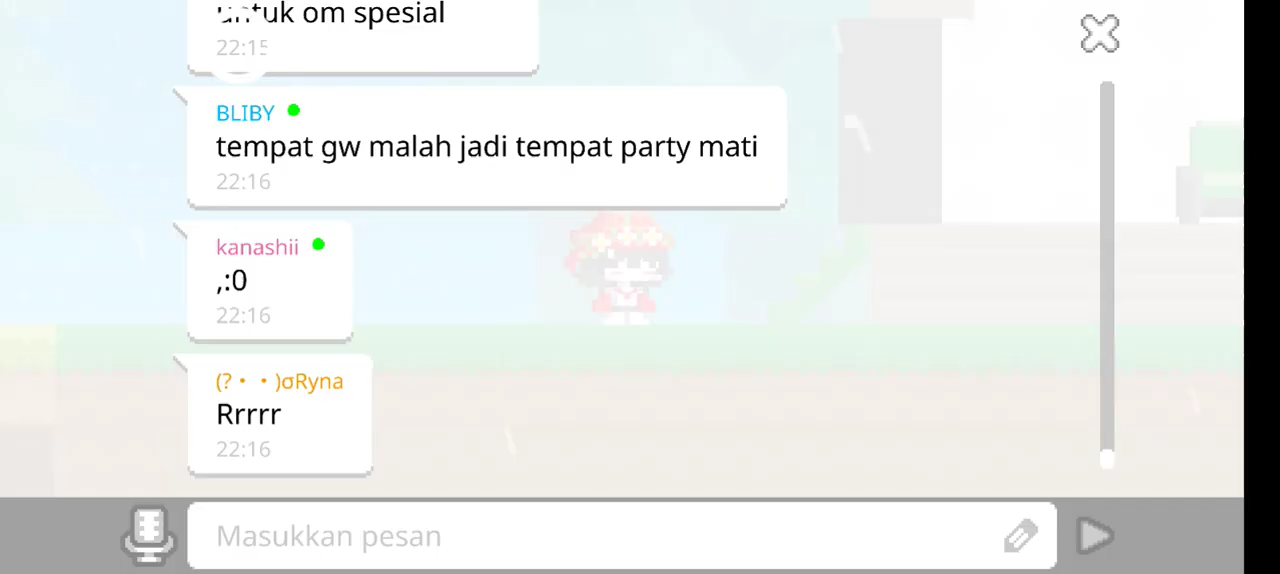 untuk om spesial
22:15
BLIBY
tempat gw malah jadi tempat party mati
22:16
kanashii
,:0
22:16
(?・・)σRyna
Rrrrr
22:16
Masukkan pesan